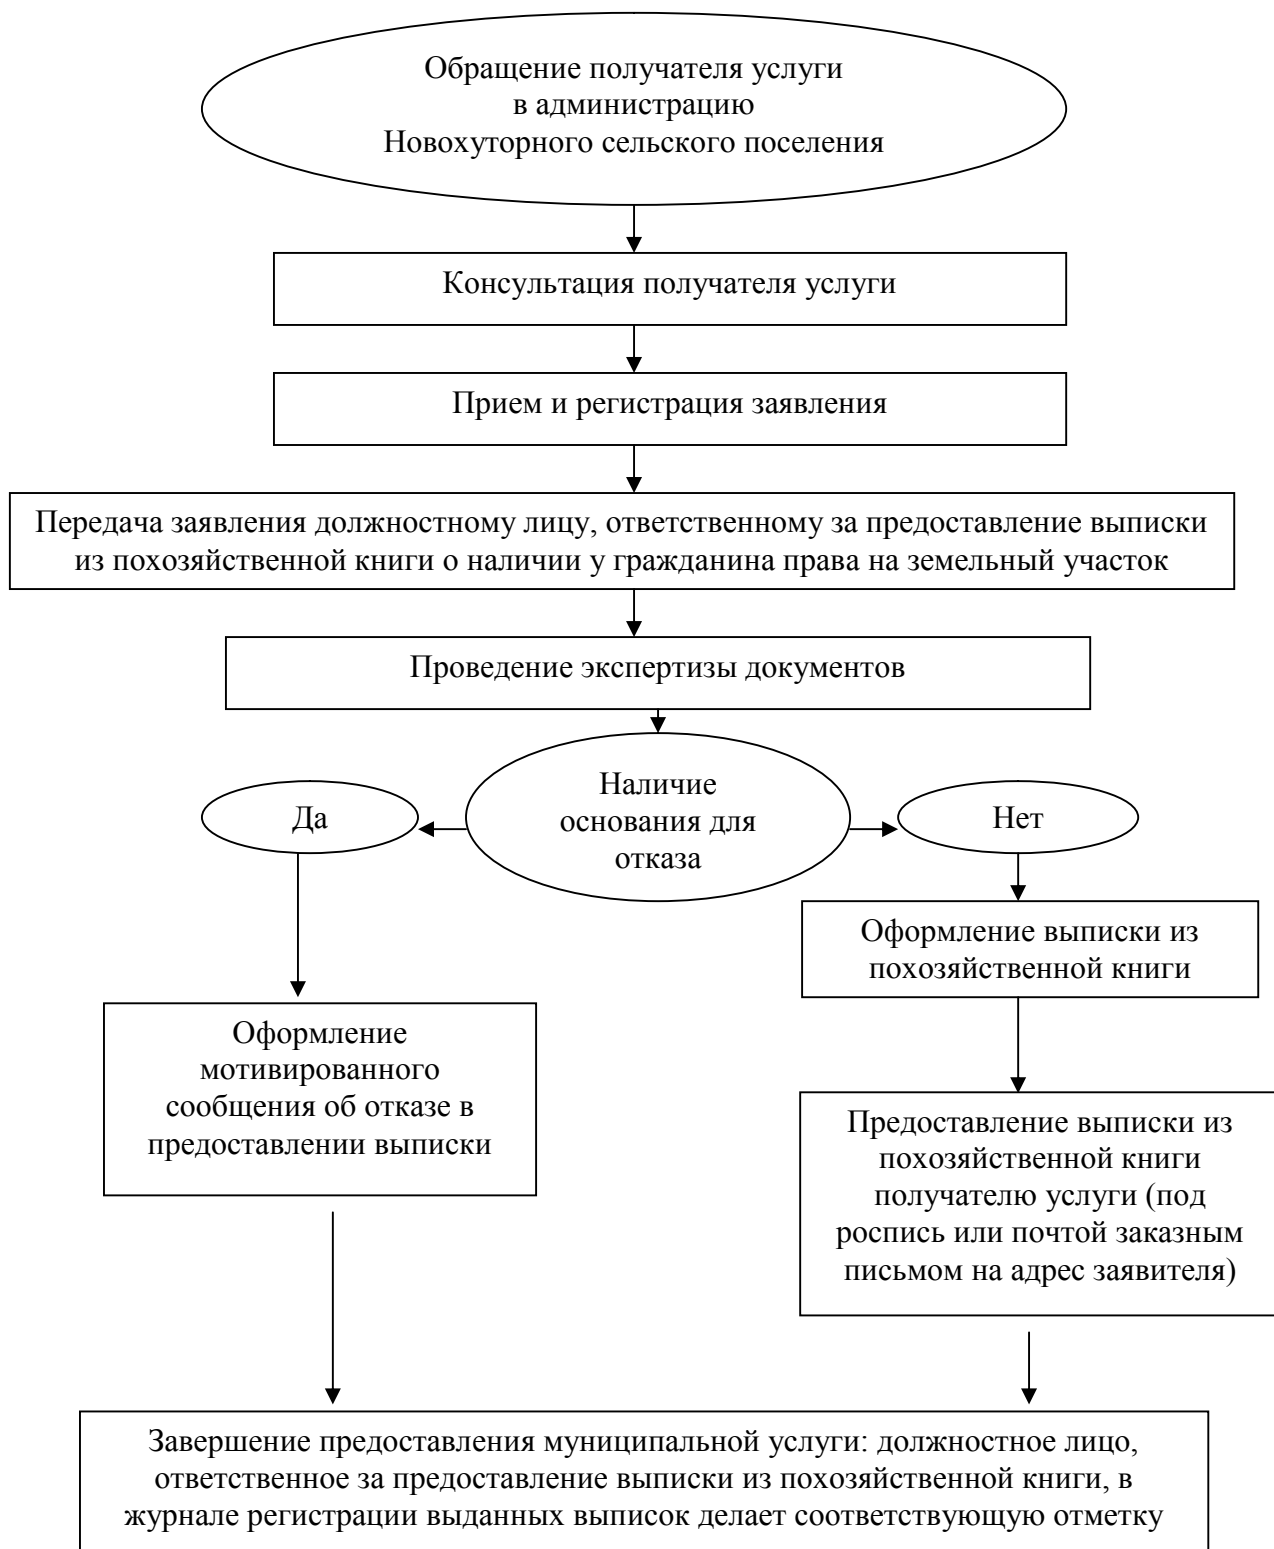 Обращение получателя услуги
в администрацию
Новохуторного сельского поселения
Консультация получателя услуги
Прием и регистрация заявления
Передача заявления должностному лицу, ответственному за предоставление выписки
из похозяйственной книги о наличии у гражданина права на земельный участок
Проведение экспертизы документов
Наличие
основания для
отказа
Да
Нет
Оформление выписки из
похозяйственной книги
Оформление
мотивированного
сообщения об отказе в
предоставлении выписки
Предоставление выписки из
похозяйственной книги
получателю услуги (под
роспись или почтой заказным
письмом на адрес заявителя)
Завершение предоставления муниципальной услуги: должностное лицо,
ответственное за предоставление выписки из похозяйственной книги, в
журнале регистрации выданных выписок делает соответствующую отметку